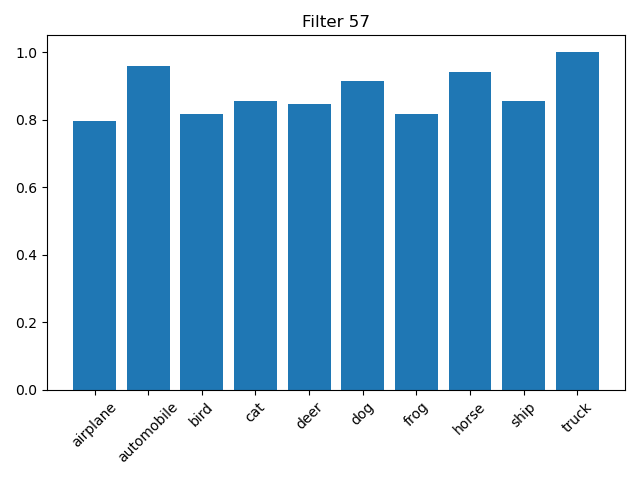 Filter 57
1.0
0.8
0.6
0.4
0.2
0.0
airplane
automobile
bird
cat
deer
dog
frog
horse
ship
truck